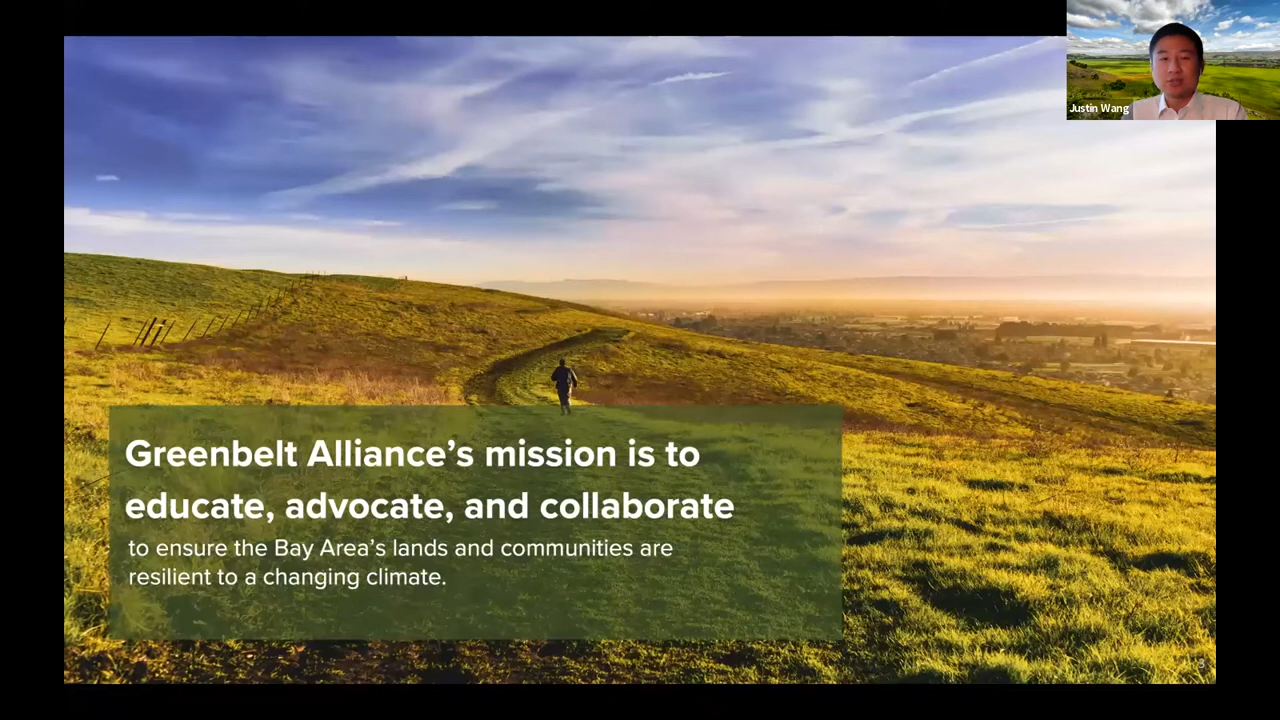 Justin Wang
Greenbelt Alliance’s mission is to
educate, advocate, and collaborate
to ensure the Bay Area’s lands and communities are
resilient to a changing climate.
3